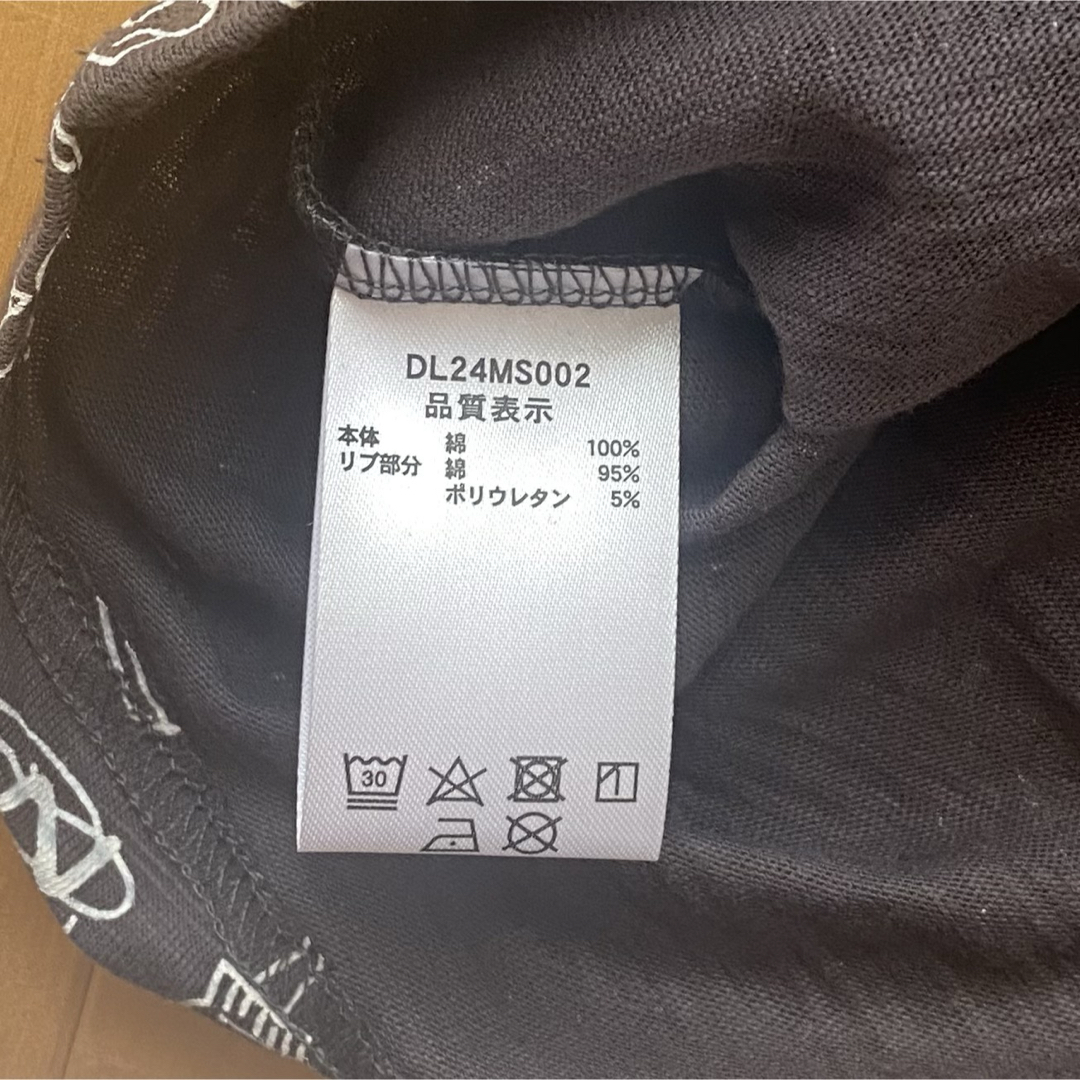 DL24MS002
品質表示
本体 綿 100%
リブ部分 綿 95%
ポリウレタン 5%
30